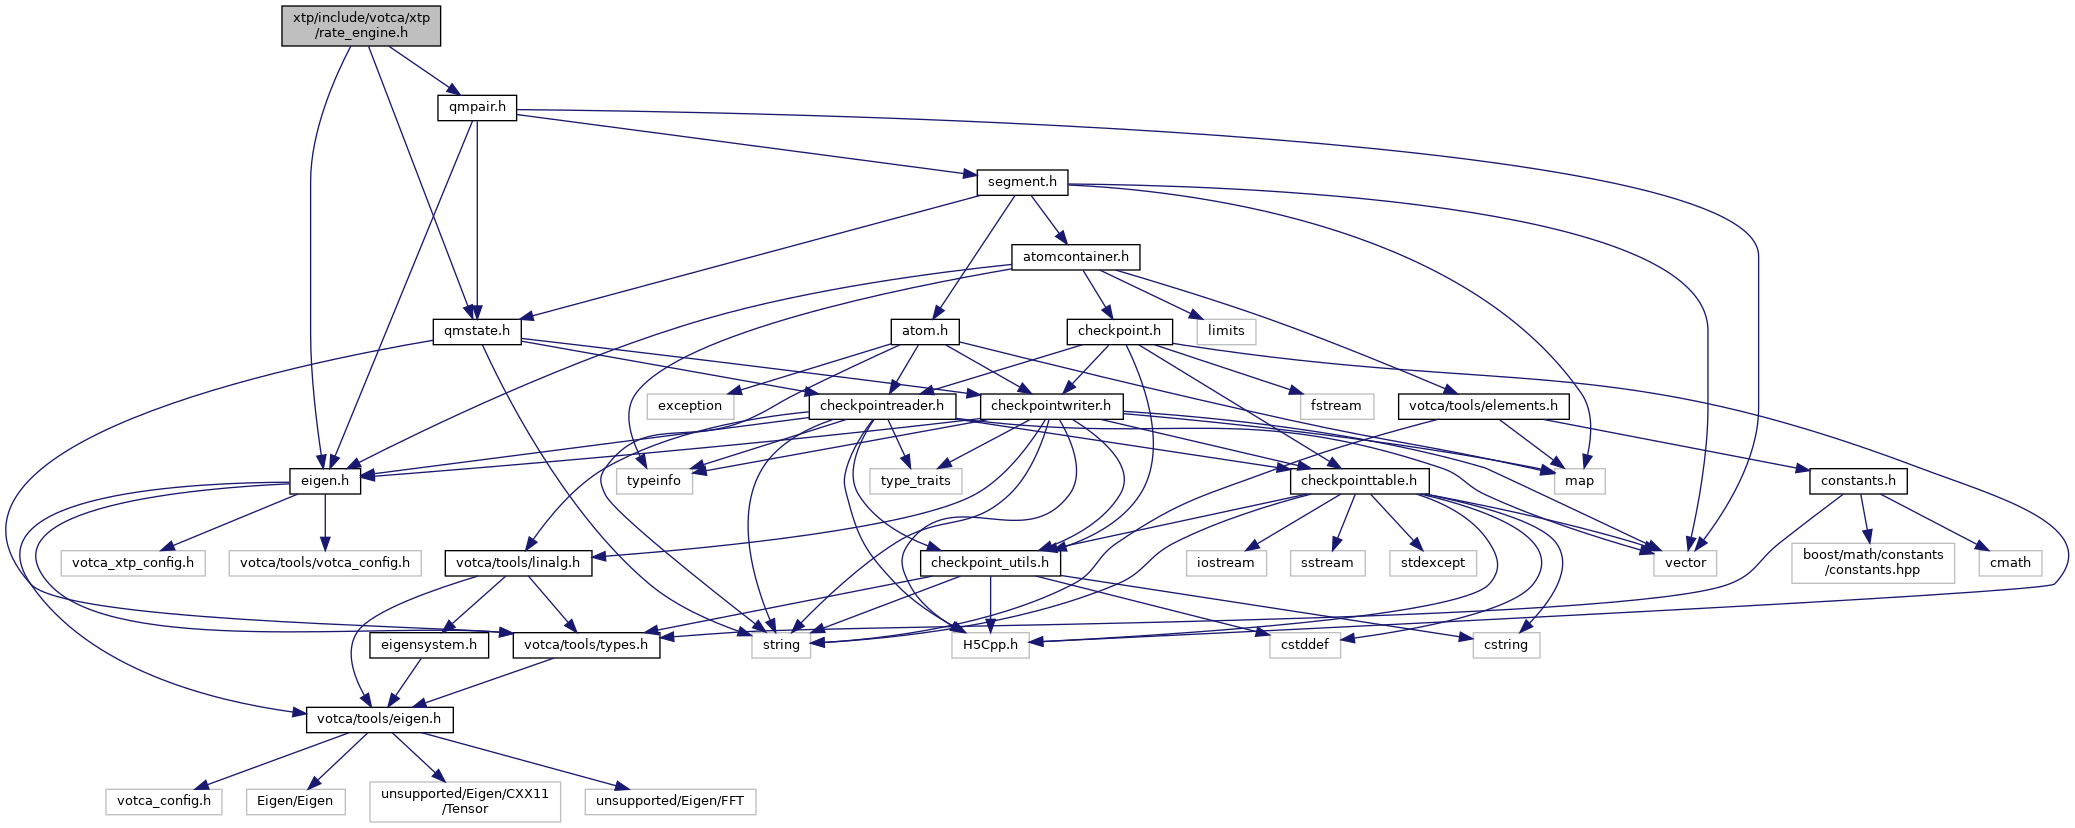 xtp/include/votca/xtp
/rate_engine.h
qmpair.h
segment.h
atomcontainer.h
qmstate.h
atom.h
checkpoint.h
limits
exception
checkpointreader.h
checkpointwriter.h
fstream
votca/tools/elements.h
eigen.h
typeinfo
type_traits
checkpointtable.h
map
constants.h
votca_xtp_config.h
votca/tools/votca_config.h
votca/tools/linalg.h
checkpoint_utils.h
iostream
sstream
stdexcept
vector
boost/math/constants
/constants.hpp
cmath
eigensystem.h
votca/tools/types.h
string
H5Cpp.h
cstddef
cstring
votca/tools/eigen.h
votca_config.h
Eigen/Eigen
unsupported/Eigen/CXX11
/Tensor
unsupported/Eigen/FFT